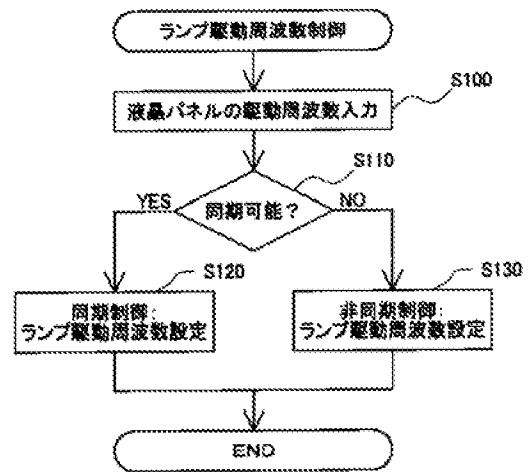 ランプ駆動周波数制御
S100
液晶パネルの駆動周波数入力
S110
YES
同期可能？
NO
S120
S130
同期制御：
ランプ駆動周波数設定
非同期制御：
ランプ駆動周波数設定
END